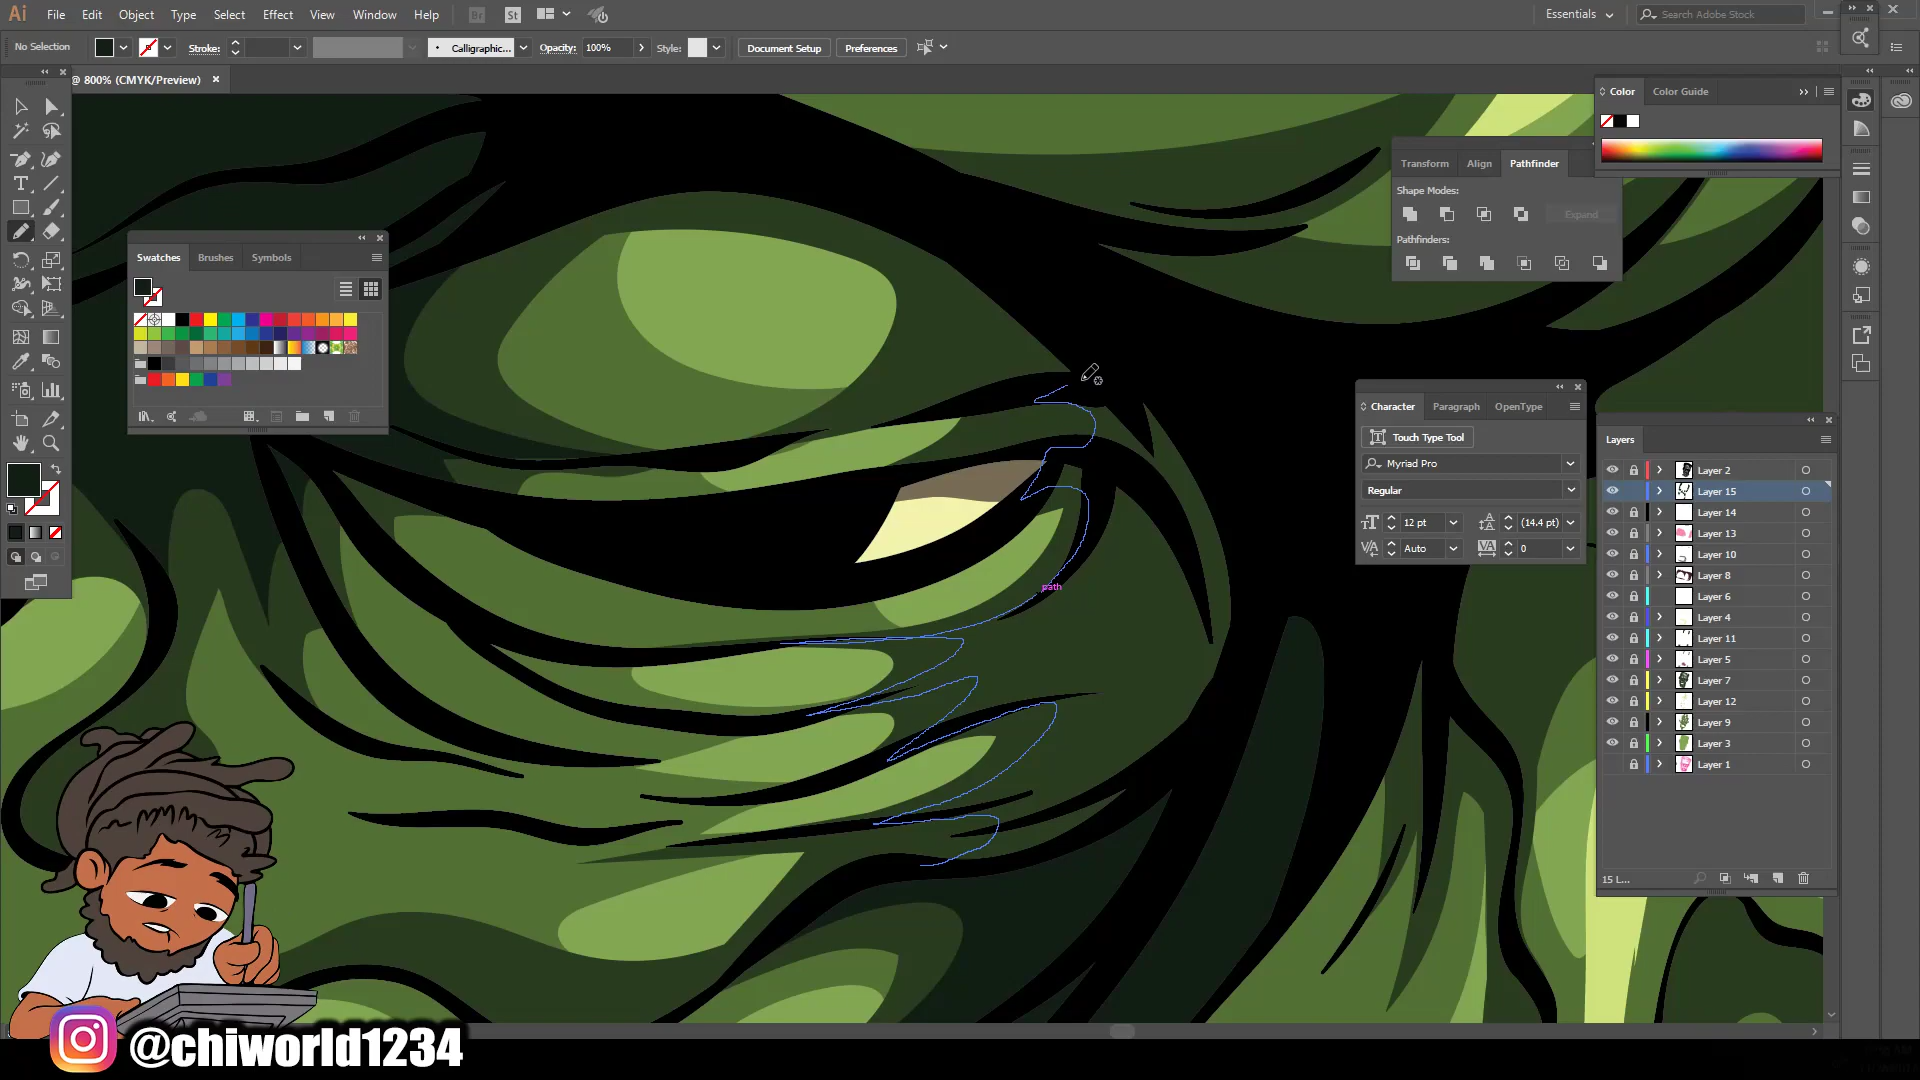 Ai File Edit Object Type Select Effect View Window Help Br St Essentials Search Adobe Stock
No Selection Stroke: Calligraphic... Opacity: 100% Style: Document Setup Preferences
@ 800% (CMYK/Preview)
Color Color Guide
Transform Align Pathfinder
Shape Modes:
Expand
Pathfinders:
Swatches Brushes Symbols
Character Paragraph OpenType
Touch Type Tool
Myriad Pro
Regular
12 pt (14.4 pt)
Auto 0
path
Layers
Layer 2
Layer 15
Layer 14
Layer 13
Layer 10
Layer 8
Layer 6
Layer 4
Layer 11
Layer 5
Layer 7
Layer 12
Layer 9
Layer 3
Layer 1
15 L...
@chiworld1234